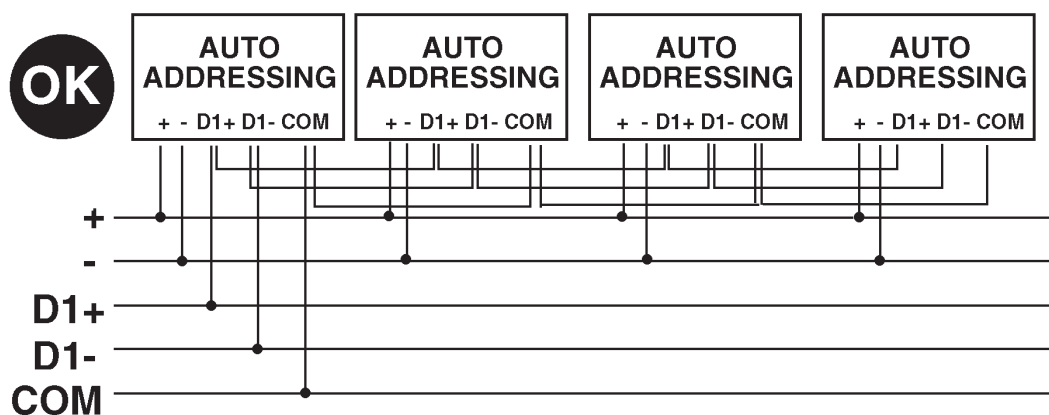 OK
AUTO
ADDRESSING
+ - D1+ D1- COM
AUTO
ADDRESSING
+ - D1+ D1- COM
AUTO
ADDRESSING
+ - D1+ D1- COM
AUTO
ADDRESSING
+ - D1+ D1- COM
+
-
D1+
D1-
COM